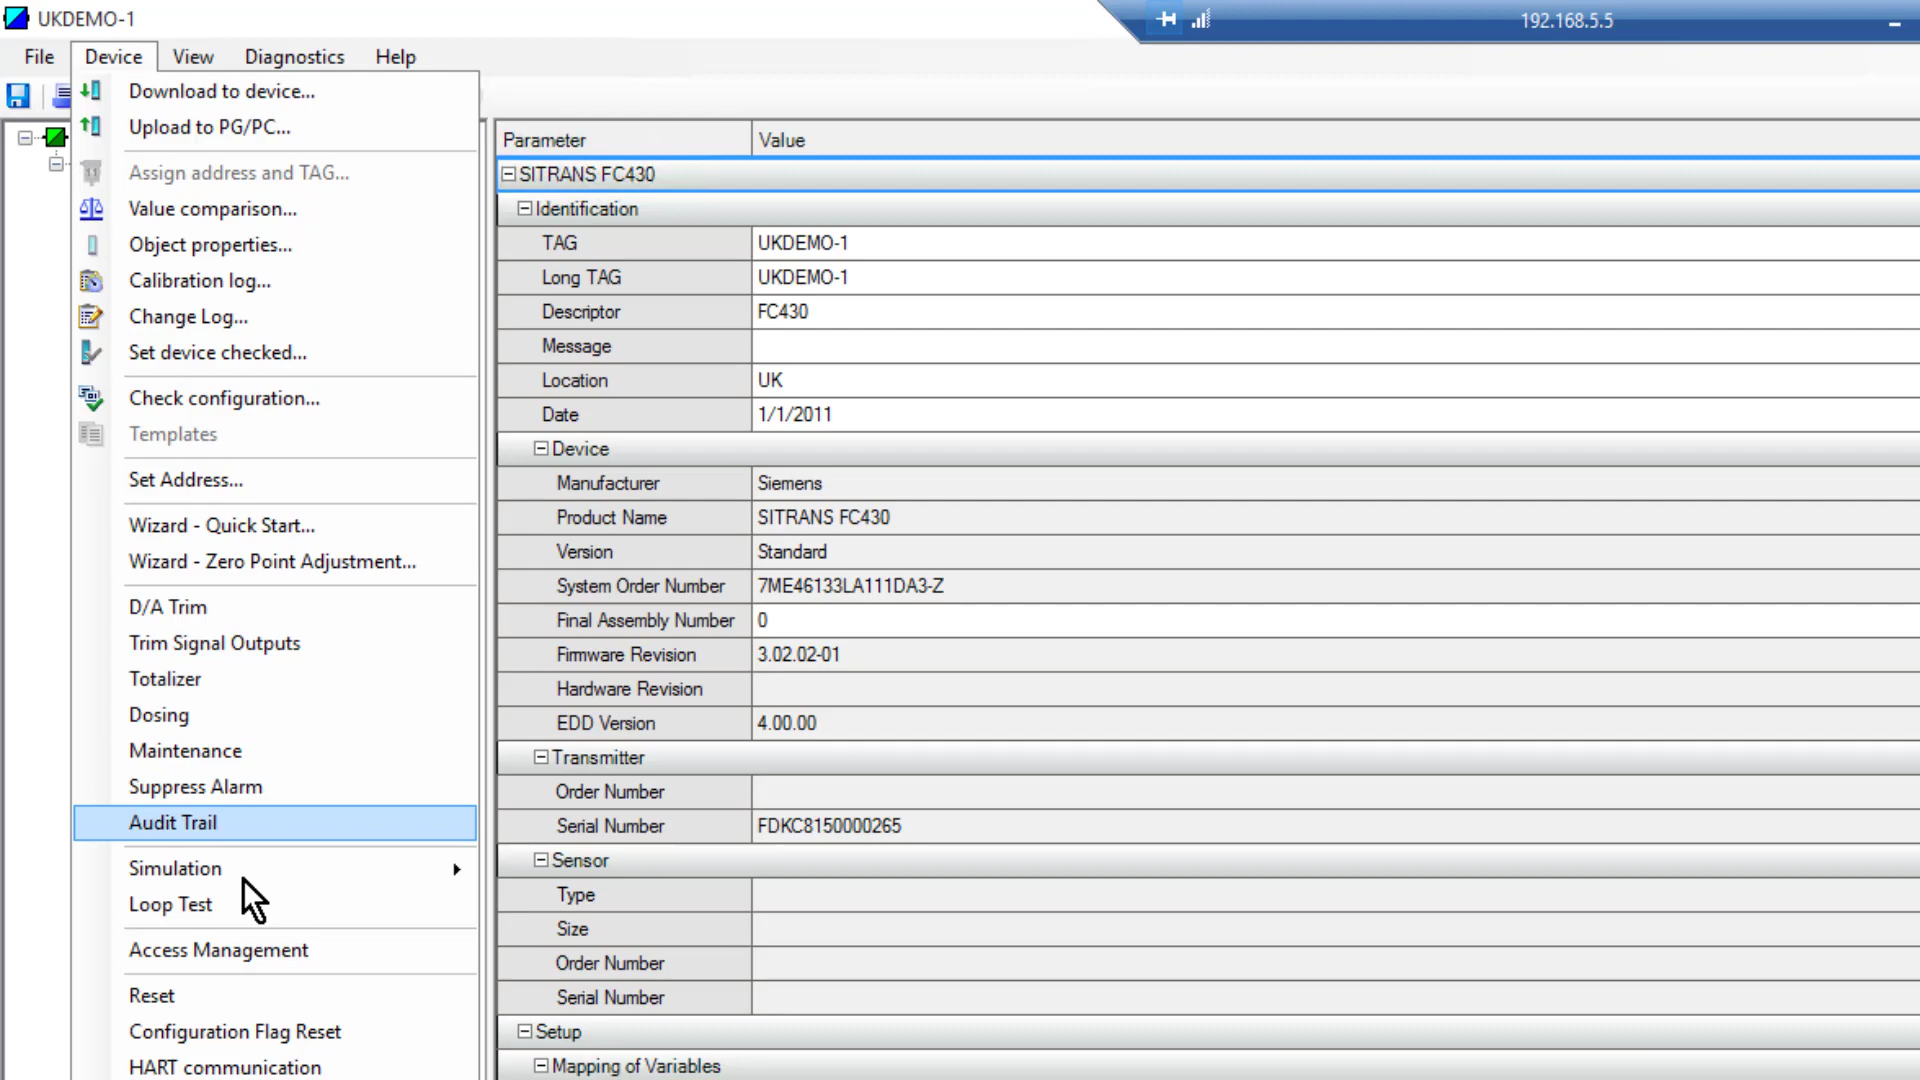 UKDEMO-1
192.168.5.5
File Device View Diagnostics Help
Download to device...
Upload to PG/PC...
Assign address and TAG...
Value comparison...
Object properties...
Calibration log...
Change Log...
Set device checked...
Check configuration...
Templates
Set Address...
Wizard - Quick Start...
Wizard - Zero Point Adjustment...
D/A Trim
Trim Signal Outputs
Totalizer
Dosing
Maintenance
Suppress Alarm
Audit Trail
Simulation
Loop Test
Access Management
Reset
Configuration Flag Reset
HART communication
Parameter Value
SITRANS FC430
Identification
TAG UKDEMO-1
Long TAG UKDEMO-1
Descriptor FC430
Message
Location UK
Date 1/1/2011
Device
Manufacturer Siemens
Product Name SITRANS FC430
Version Standard
System Order Number 7ME46133LA111DA3-Z
Final Assembly Number 0
Firmware Revision 3.02.02-01
Hardware Revision
EDD Version 4.00.00
Transmitter
Order Number
Serial Number FDKC8150000265
Sensor
Type
Size
Order Number
Serial Number
Setup
Mapping of Variables